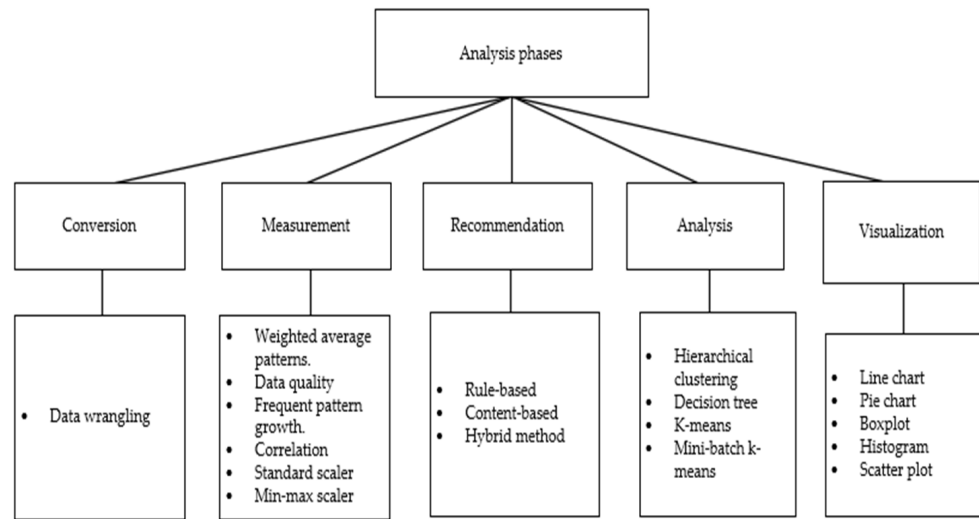 Analysis phases
Conversion
Measurement
Recommendation
Analysis
Visualization
• Data wrangling
• Weighted average
patterns.
• Data quality
• Frequent pattern
growth.
• Correlation
• Standard scaler
• Min-max scaler
• Rule-based
• Content-based
• Hybrid method
• Hierarchical
clustering
• Decision tree
• K-means
• Mini-batch k-
means
• Line chart
• Pie chart
• Boxplot
• Histogram
• Scatter plot